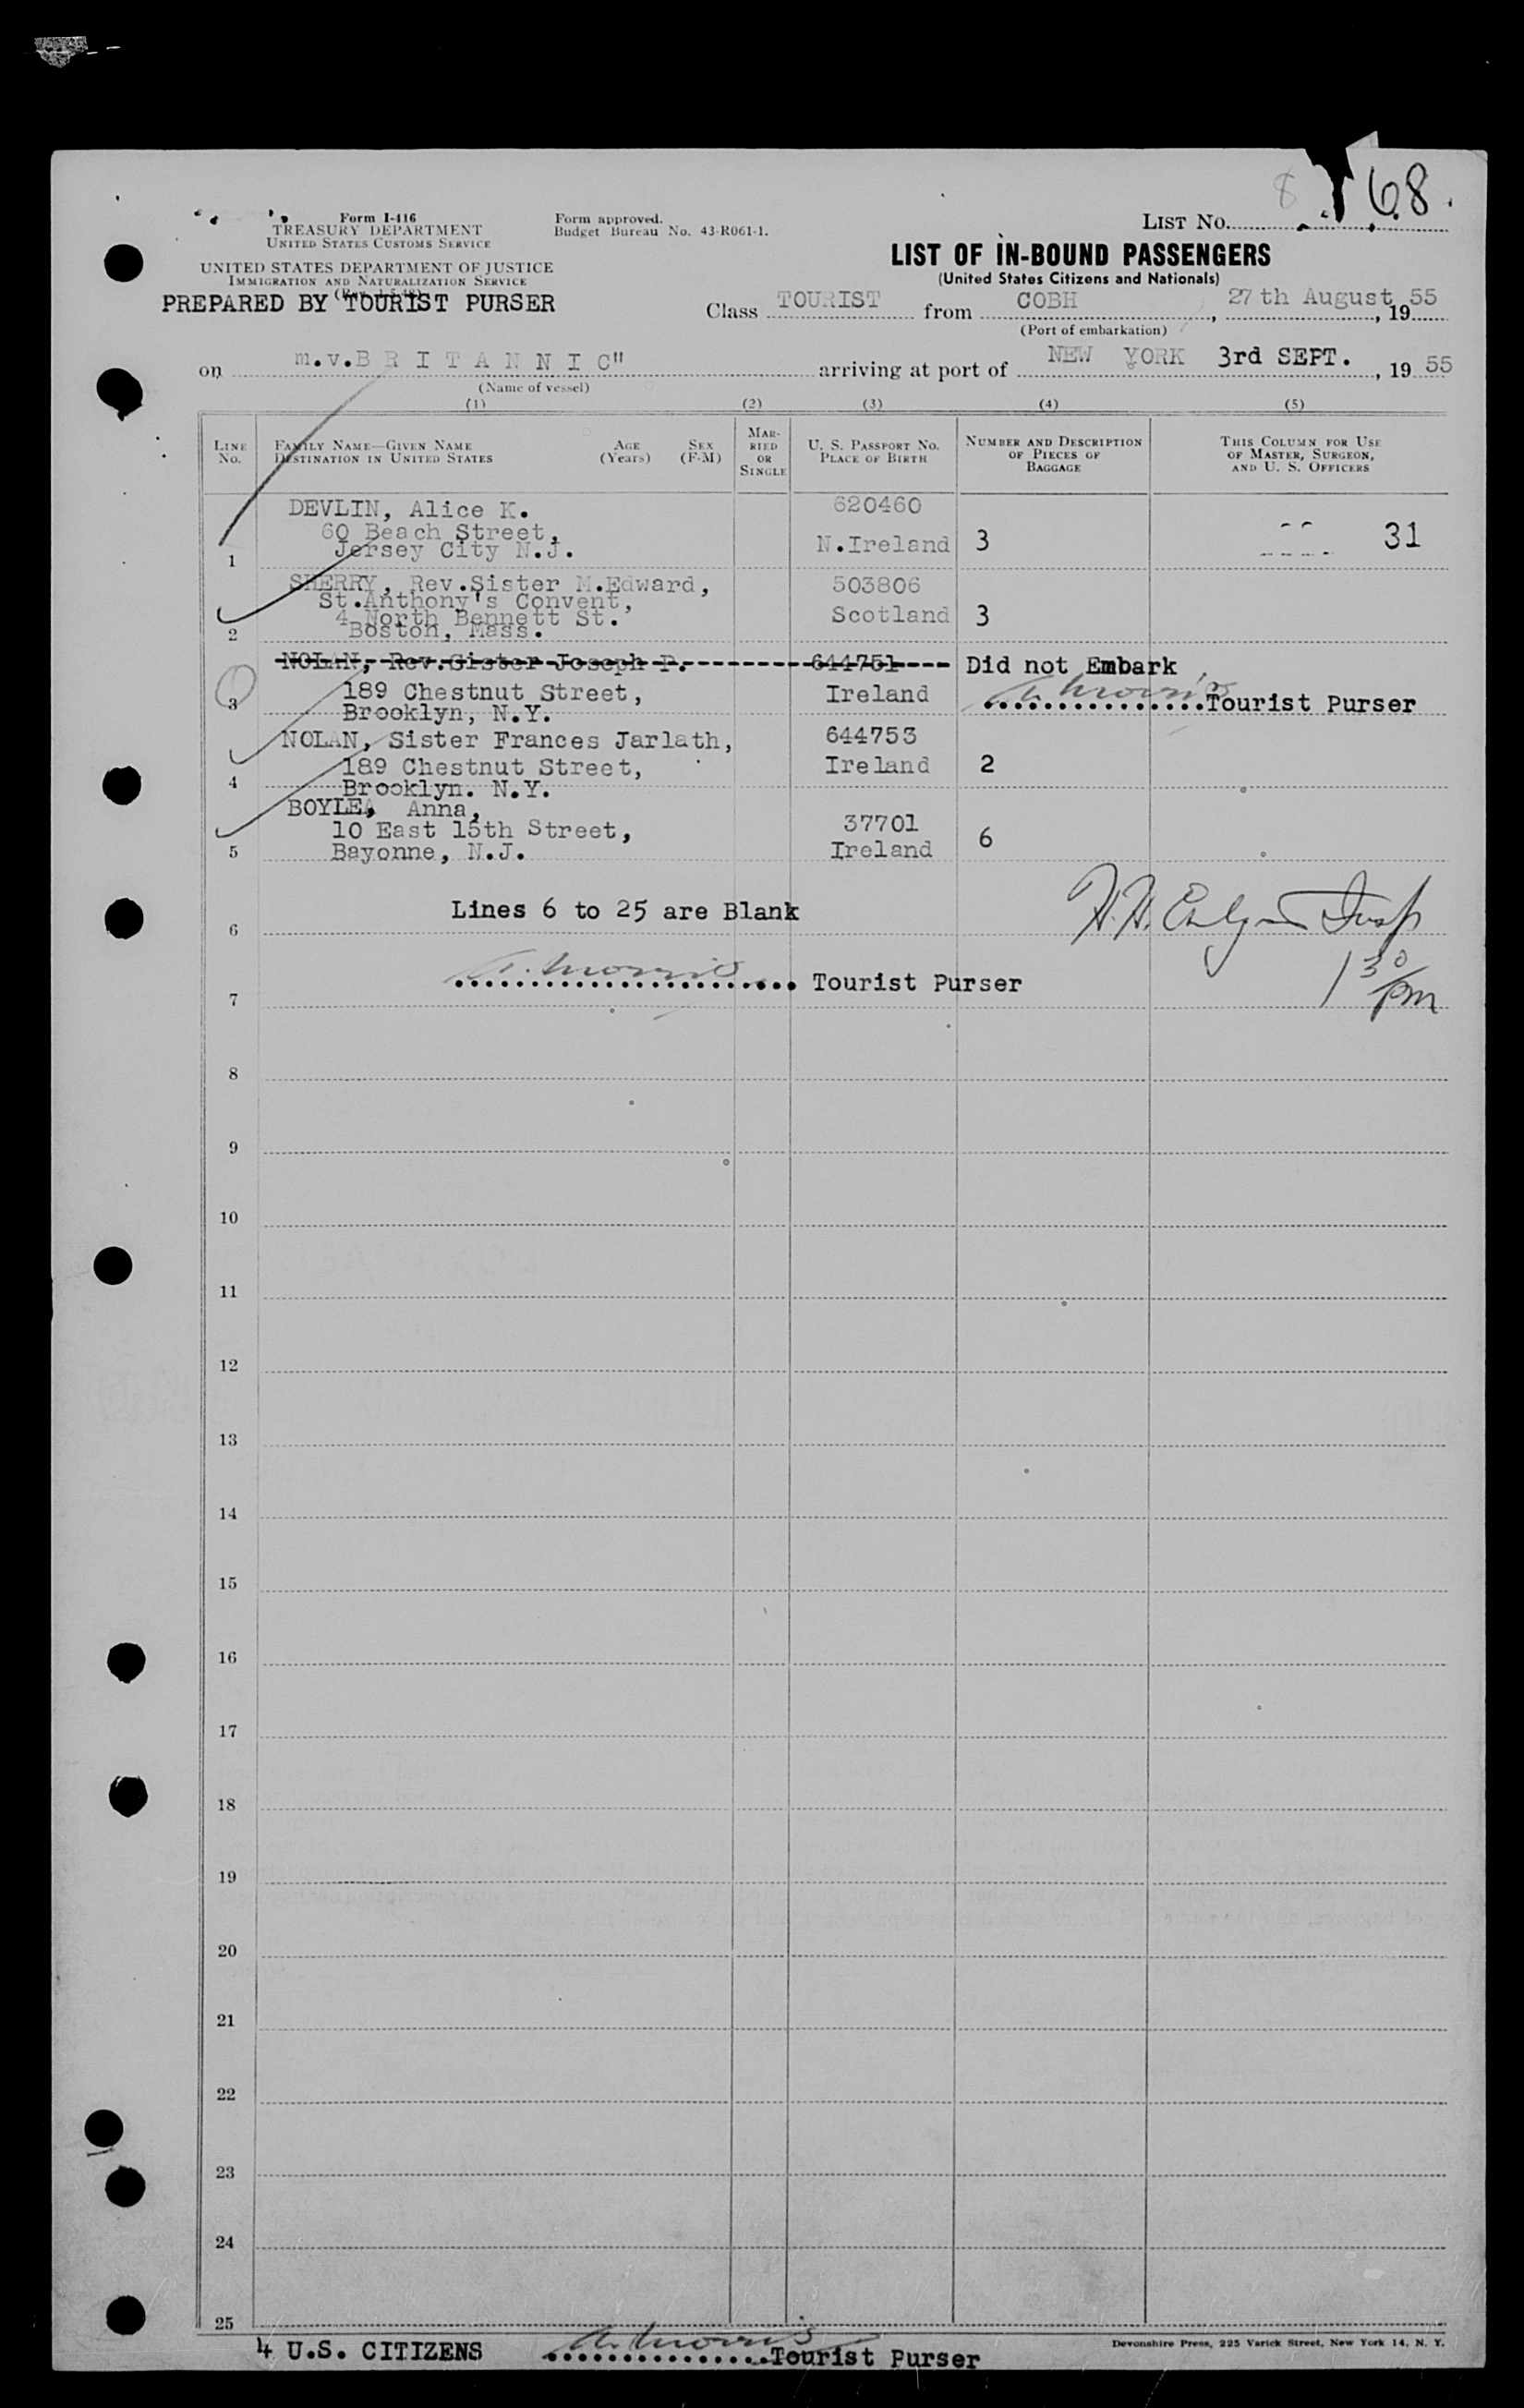 8 68.
Form I-416
TREASURY DEPARTMENT
UNITED STATES CUSTOMS SERVICE
Form approved.
Budget Bureau No. 43-R061-1.
LIST NO.
UNITED STATES DEPARTMENT OF JUSTICE
IMMIGRATION AND NATURALIZATION SERVICE
LIST OF IN-BOUND PASSENGERS
(United States Citizens and Nationals)
PREPARED BY TOURIST PURSER
Class TOURIST from COBH, 27th August, 1955
(Port of embarkation)
on m.v.BRITANNIC" arriving at port of NEW YORK 3rd SEPT., 1955
(Name of vessel)
(1) (2) (3) (4) (5)
LINE NO.
FAMILY NAME—GIVEN NAME
DESTINATION IN UNITED STATES
AGE (Years)
SEX (F-M)
MARRIED OR SINGLE
U. S. PASSPORT NO.
PLACE OF BIRTH
NUMBER AND DESCRIPTION OF PIECES OF BAGGAGE
THIS COLUMN FOR USE OF MASTER, SURGEON, AND U. S. OFFICERS
DEVLIN, Alice K. 620460
60 Beach Street,
Jersey City N.J. N.Ireland 3 31
1
SHERRY, Rev.Sister M.Edward, 503806
St.Anthony's Convent,
4 North Bennett St. Scotland 3
Boston, Mass.
2
NOLAN, Rev.Sister Joseph P. 644751 Did not Embark
189 Chestnut Street, Ireland
3 Brooklyn, N.Y. A. Morris Tourist Purser
NOLAN, Sister Frances Jarlath, 644753
189 Chestnut Street, Ireland 2
4 Brooklyn. N.Y.
BOYLE, Anna,
10 East 15th Street, 37701 6
5 Bayonne, N.J. Ireland
Lines 6 to 25 are Blank
6
A. Morris Tourist Purser
7 1 30 pm
8
9
10
11
12
13
14
15
16
17
18
19
20
21
22
23
24
25
4 U.S. CITIZENS A. Morris Tourist Purser
Devonshire Press, 225 Varick Street, New York 14, N. Y.